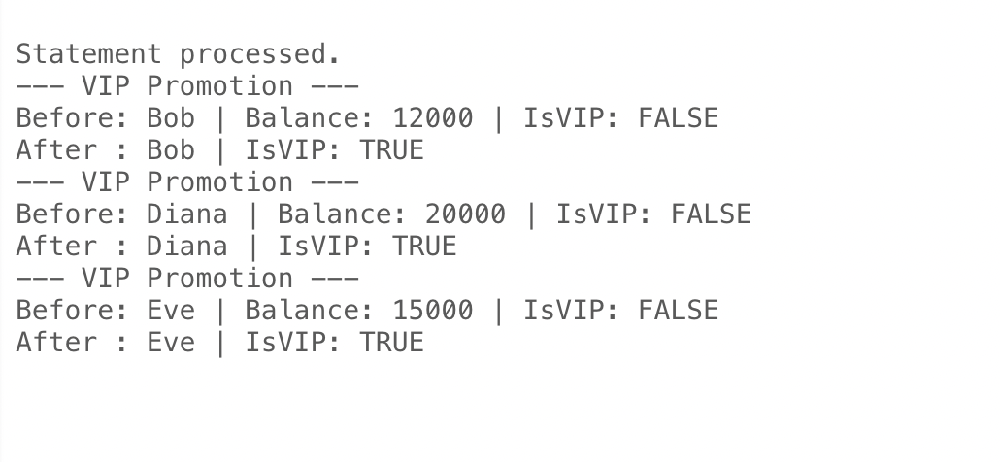 Statement processed.
--- VIP Promotion ---
Before: Bob | Balance: 12000 | IsVIP: FALSE
After : Bob | IsVIP: TRUE
--- VIP Promotion ---
Before: Diana | Balance: 20000 | IsVIP: FALSE
After : Diana | IsVIP: TRUE
--- VIP Promotion ---
Before: Eve | Balance: 15000 | IsVIP: FALSE
After : Eve | IsVIP: TRUE